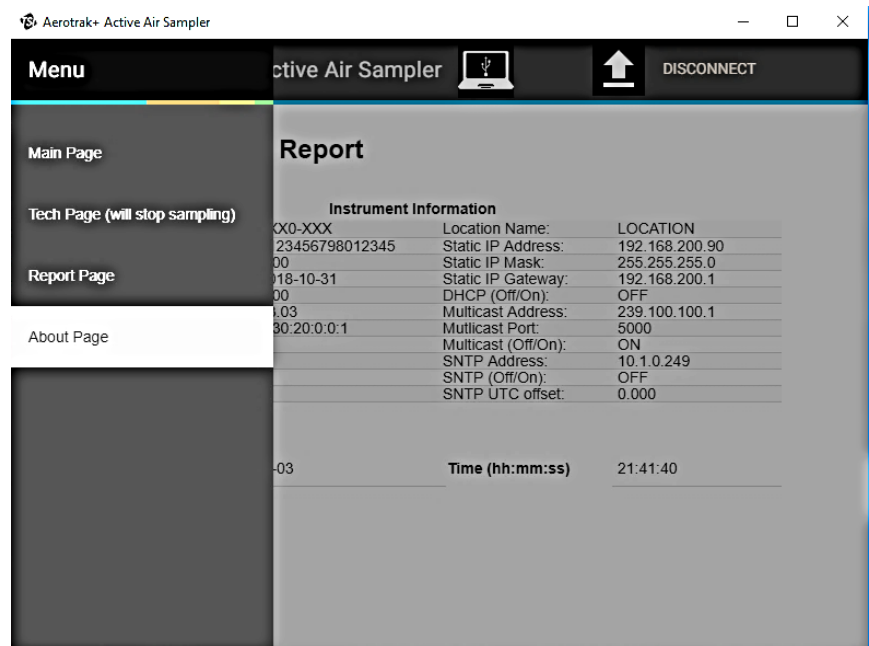 Aerotrak+ Active Air Sampler
Menu
ctive Air Sampler
DISCONNECT
Main Page
Tech Page (will stop sampling)
Report Page
About Page
Report
Instrument Information
XX0-XXX Location Name: LOCATION
23456798012345 Static IP Address: 192.168.200.90
00 Static IP Mask: 255.255.255.0
018-10-31 Static IP Gateway: 192.168.200.1
00 DHCP (Off/On): OFF
.03 Multicast Address: 239.100.100.1
30:20:0:0:1 Mutlicast Port: 5000
Multicast (Off/On): ON
SNTP Address: 10.1.0.249
SNTP (Off/On): OFF
SNTP UTC offset: 0.000
-03 Time (hh:mm:ss) 21:41:40